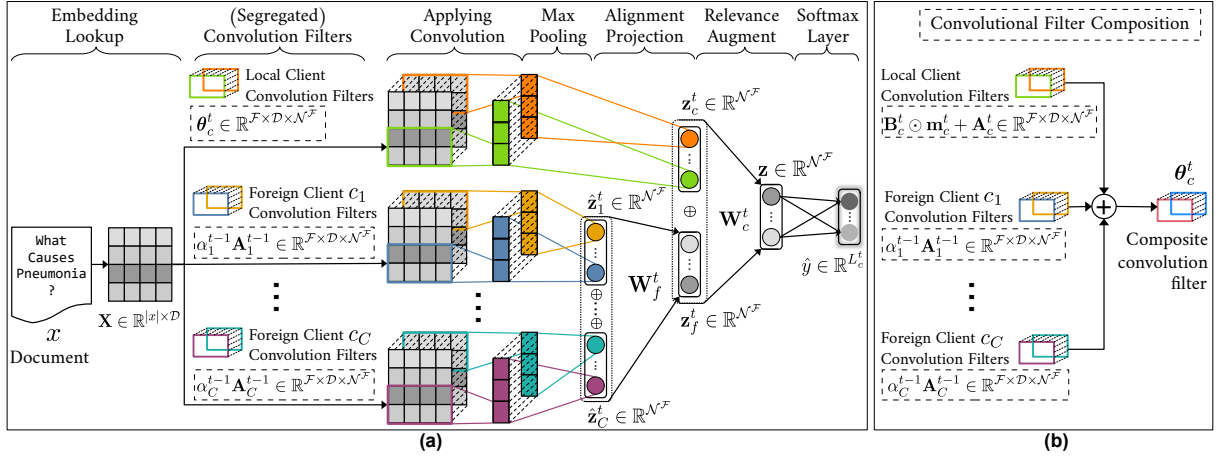 Embedding
Lookup
(Segregated)
Convolution Filters
Applying
Convolution
Max
Pooling
Alignment
Projection
Relevance
Augment
Softmax
Layer
Local Client
Convolution Filters
θ_c^t ∈ ℝ^{F×D×N^F}
Foreign Client c_1
Convolution Filters
α_1^{t-1} A_1^{t-1} ∈ ℝ^{F×D×N^F}
Foreign Client c_C
Convolution Filters
α_C^{t-1} A_C^{t-1} ∈ ℝ^{F×D×N^F}
What
Causes
Pneumonia
?
x
Document
X ∈ ℝ^{|x|×D}
z_c^t ∈ ℝ^{N^F}
ẑ_1^t ∈ ℝ^{N^F}
W_f^t
ẑ_C^t ∈ ℝ^{N^F}
⊕
⊕
⊕
z_f^t ∈ ℝ^{N^F}
W_c^t
z ∈ ℝ^{N^F}
ŷ ∈ ℝ^{L_c^t}
(a)
Convolutional Filter Composition
Local Client
Convolution Filters
B_c^t ⊙ m_c^t + A_c^t ∈ ℝ^{F×D×N^F}
Foreign Client c_1
Convolution Filters
α_1^{t-1} A_1^{t-1} ∈ ℝ^{F×D×N^F}
Foreign Client c_C
Convolution Filters
α_C^{t-1} A_C^{t-1} ∈ ℝ^{F×D×N^F}
+
θ_c^t
Composite
convolution
filter
(b)